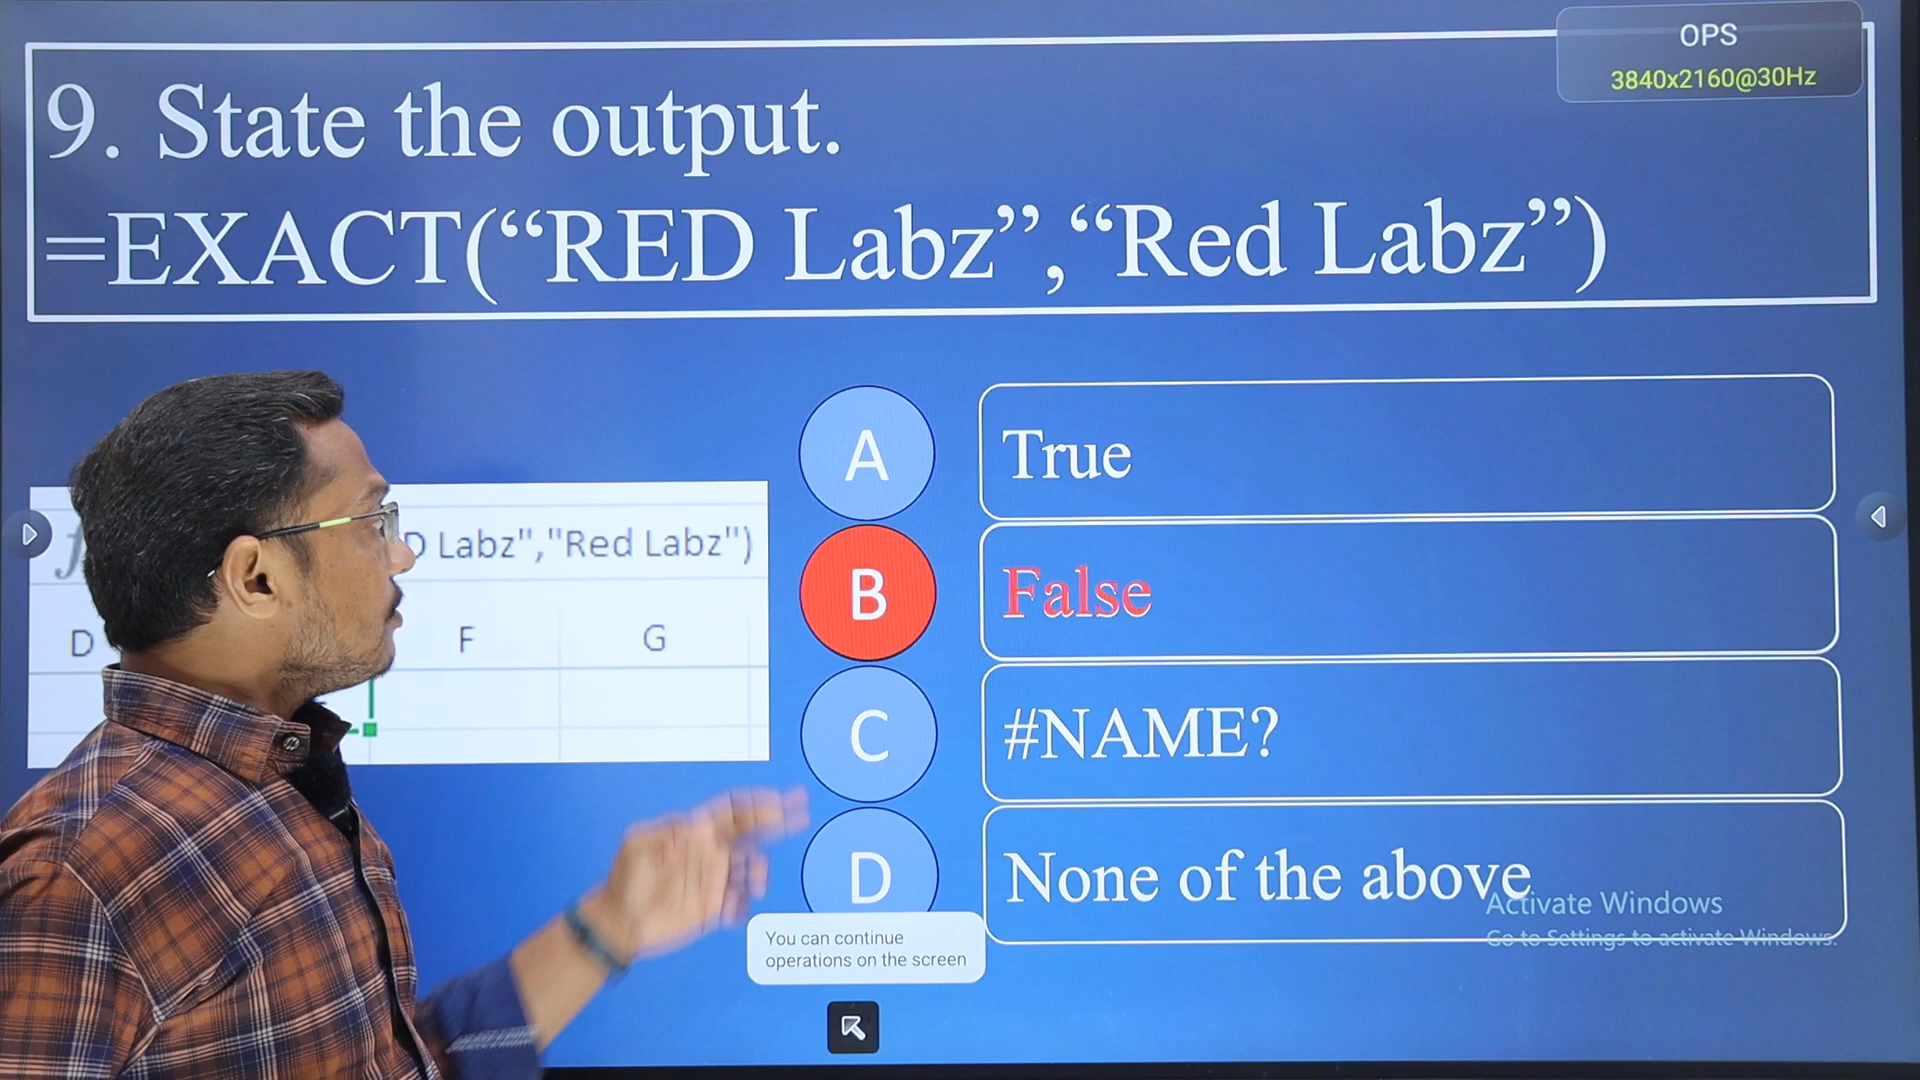 OPS
3840x2160@30Hz
9. State the output.
=EXACT(“RED Labz”,“Red Labz”)
A
True
D Labz","Red Labz")
B
False
D
F
G
C
#NAME?
D
None of the above
Activate Windows
Go to Settings to activate Windows.
You can continue
operations on the screen